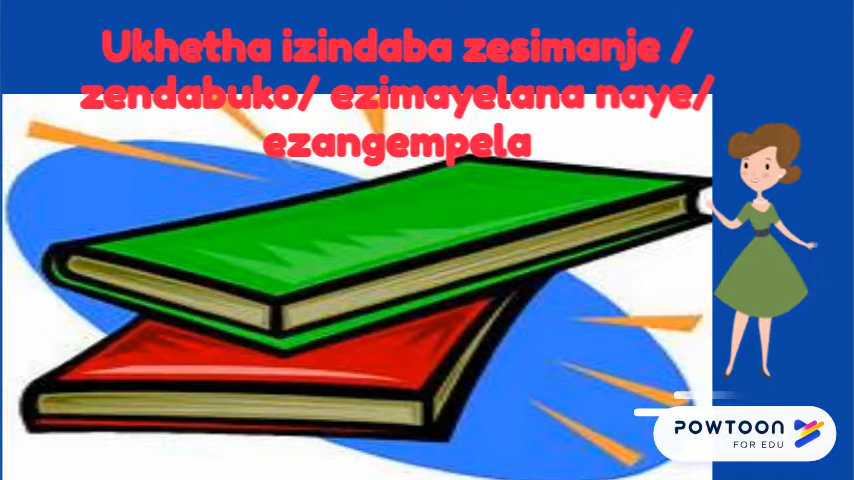 Ukhetha izindaba zesimanje /
zendabuko/ ezimayelana naye/
ezangempela
POWTOON
FOR EDU